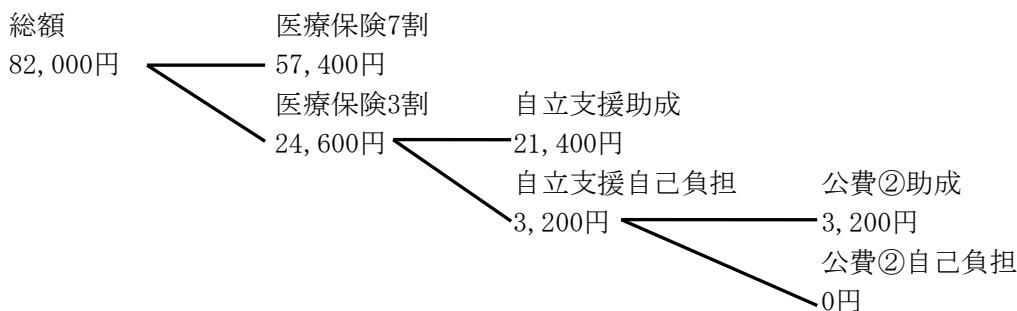 総額 医療保険7割
82,000円 57,400円
医療保険3割 自立支援助成
24,600円 21,400円
自立支援自己負担 公費②助成
3,200円 3,200円
公費②自己負担
0円